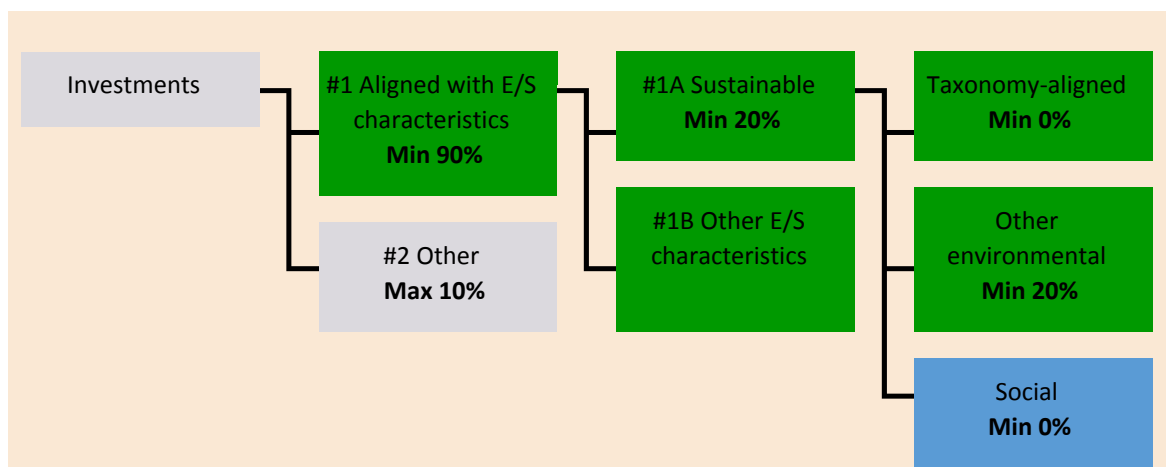 Investments
#1 Aligned with E/S
characteristics
Min 90%
#2 Other
Max 10%
#1A Sustainable
Min 20%
#1B Other E/S
characteristics
Taxonomy-aligned
Min 0%
Other
environmental
Min 20%
Social
Min 0%